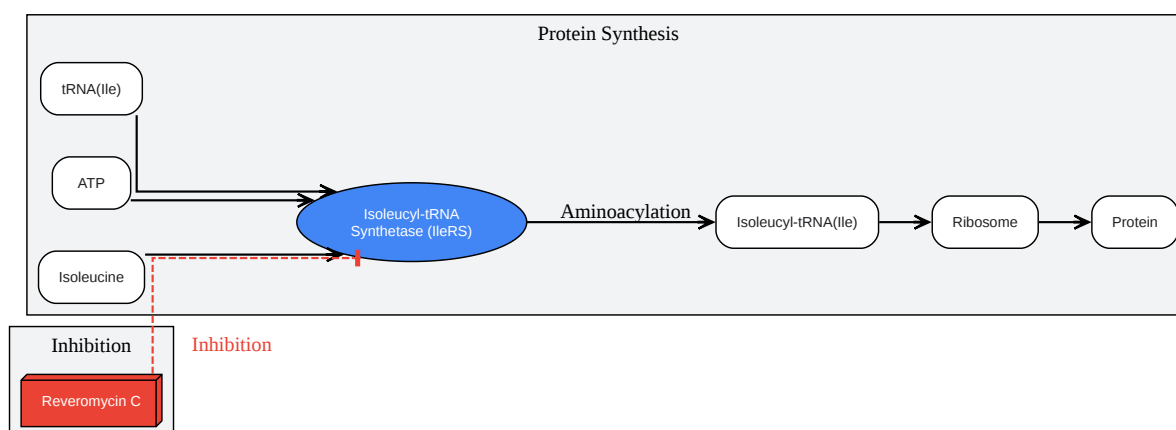 Protein Synthesis
tRNA(Ile)
ATP
Isoleucine
Isoleucyl-tRNA
Synthetase (IleRS)
Aminoacylation
Isoleucyl-tRNA(Ile)
Ribosome
Protein
Inhibition
Inhibition
Reveromycin C